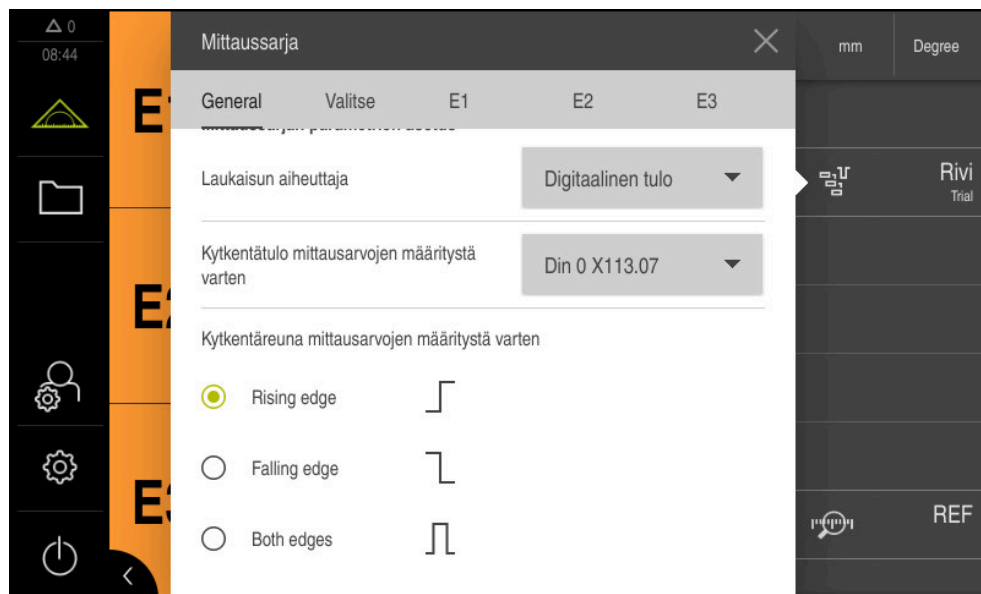 0
08:44
Mittaussarja
mm
Degree
General
Valitse
E1
E2
E3
Laukaisun aiheuttaja
Digitaalinen tulo
Rivi
Trial
Kytkentätulo mittausarvojen määritystä
varten
Din 0 X113.07
Kytkentäreuna mittausarvojen määritystä varten
Rising edge
Falling edge
Both edges
REF